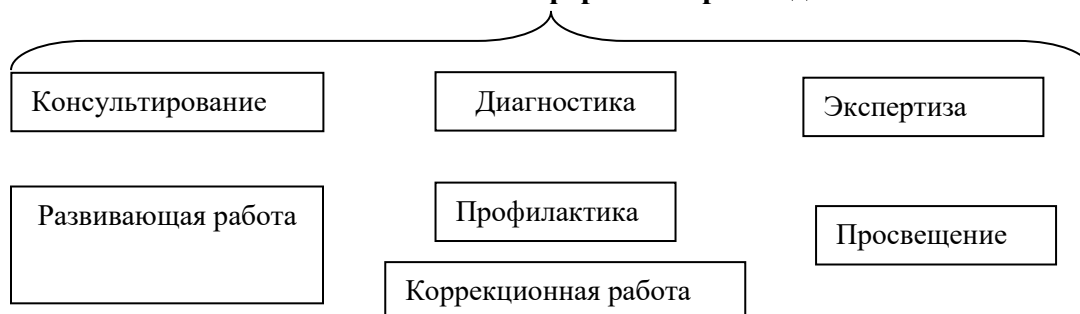 Консультирование
Диагностика
Экспертиза
Развивающая работа
Профилактика
Просвещение
Коррекционная работа